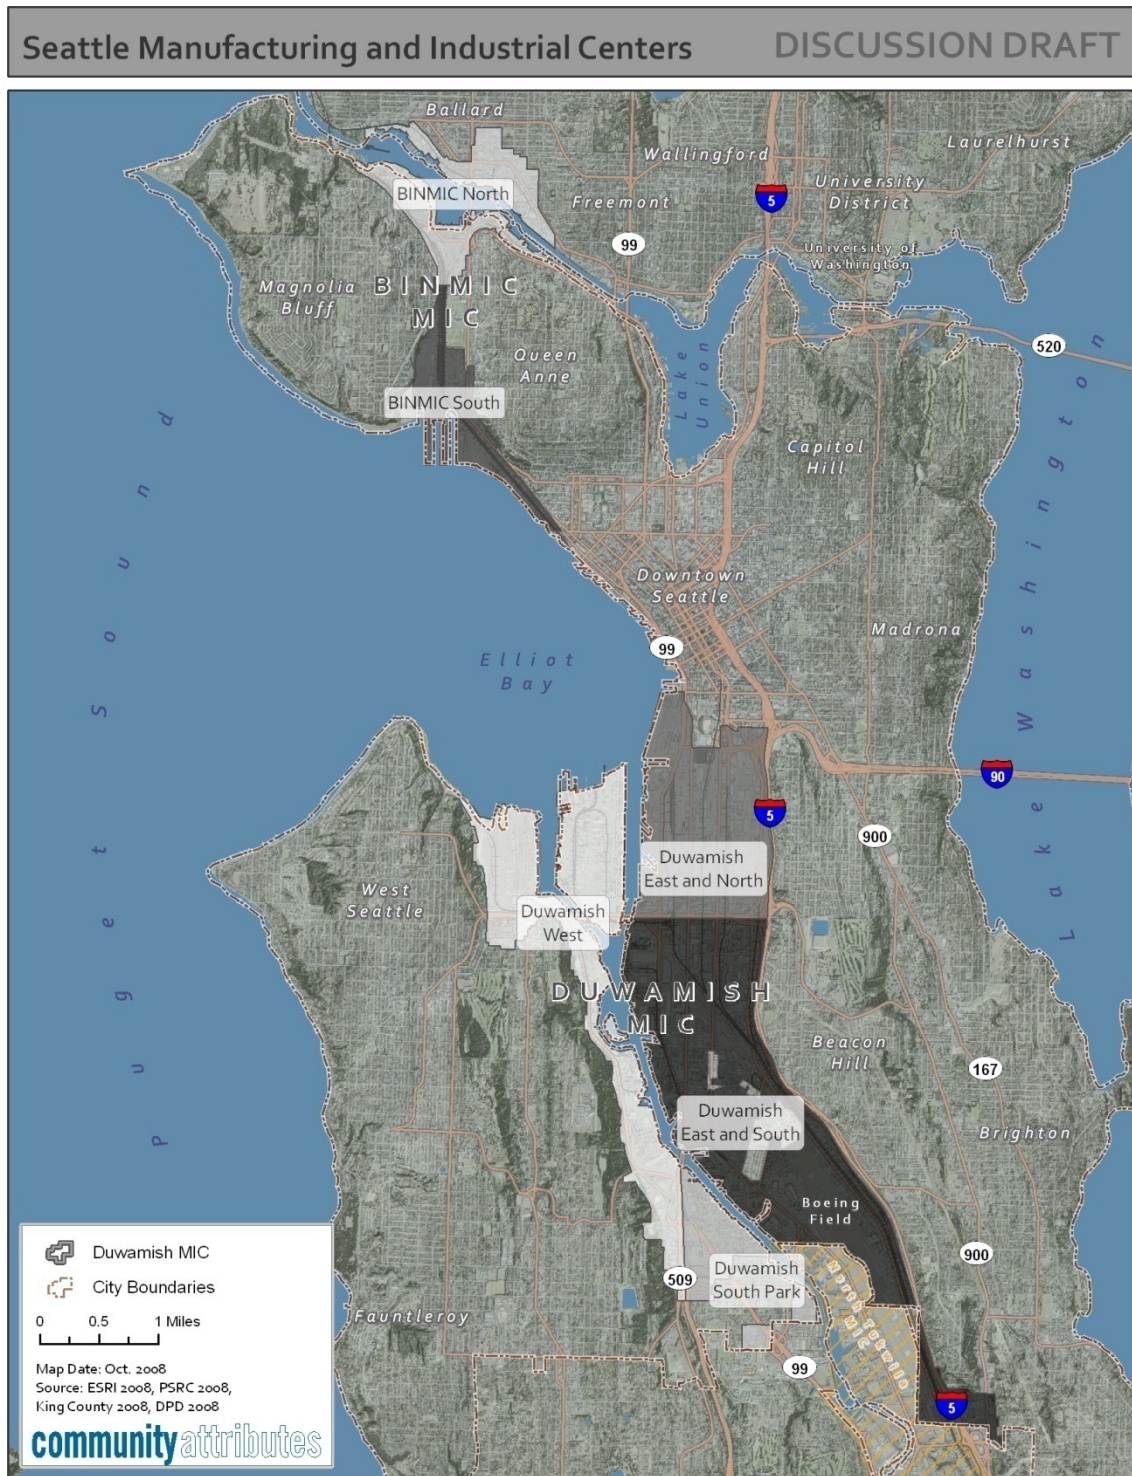 Seattle Manufacturing and Industrial Centers
DISCUSSION DRAFT
Ballard
Laurelhurst
Wallingford
BINMIC North
Freemont
5
University
District
99
University of
Washington
Magnolia
Bluff
BINMIC
MIC
520
Queen
Anne
Lake
Union
BINMIC South
Capitol
Hill
Puget Sound
Lake Washington
Downtown
Seattle
Madrona
99
Elliot
Bay
90
5
900
Duwamish
East and North
West
Seattle
Duwamish
West
DUWAMISH
MIC
Beacon
Hill
167
Duwamish
East and South
Brighton
Boeing
Field
900
Duwamish
South Park
509
North Tukwila
MIC
Fauntleroy
99
5
Duwamish MIC
City Boundaries
0 0.5 1 Miles
Map Date: Oct. 2008
Source: ESRI 2008, PSRC 2008,
King County 2008, DPD 2008
communityattributes